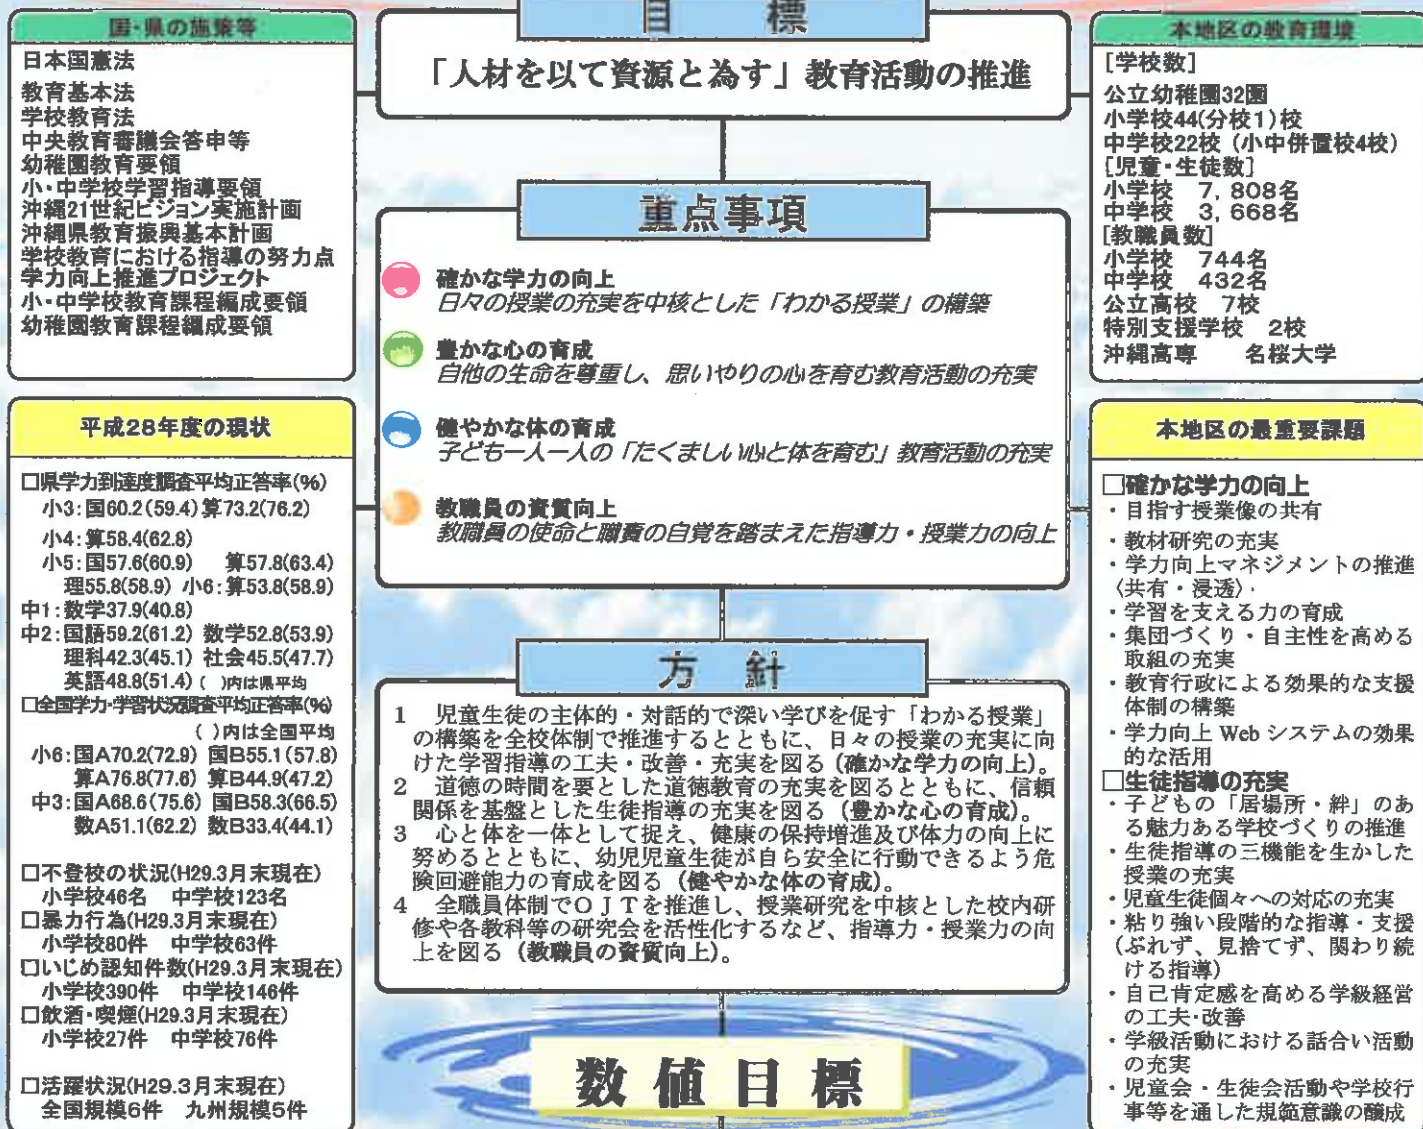 国・県の施策等
日本国憲法
教育基本法
学校教育法
中央教育審議会答申等
幼稚園教育要領
小・中学校学習指導要領
沖縄21世紀ビジョン実施計画
沖縄県教育振興基本計画
学校教育における指導の努力点
学力向上推進プロジェクト
小・中学校教育課程編成要領
幼稚園教育課程編成要領
目 標
「人材を以て資源と為す」教育活動の推進
本地区の教育環境
[学校数]
公立幼稚園32園
小学校44(分校1)校
中学校22校 (小中併置校4校)
[児童・生徒数]
小学校 7,808名
中学校 3,668名
[教職員数]
小学校 744名
中学校 432名
公立高校 7校
特別支援学校 2校
沖縄高専 名桜大学
重点事項
確かな学力の向上
日々の授業の充実を中核とした「わかる授業」の構築
豊かな心の育成
自他の生命を尊重し、思いやりの心を育む教育活動の充実
健やかな体の育成
子ども一人一人の「たくましい心と体を育む」教育活動の充実
教職員の資質向上
教職員の使命と職責の自覚を踏まえた指導力・授業力の向上
平成28年度の現状
□県学力到達度調査平均正答率(%)
小3:国60.2(59.4) 算73.2(76.2)
小4:算58.4(62.8)
小5:国57.6(60.9) 算57.8(63.4)
理55.8(58.9) 小6:算53.8(58.9)
中1:数学37.9(40.8)
中2:国語59.2(61.2) 数学52.8(53.9)
理科42.3(45.1) 社会45.5(47.7)
英語48.8(51.4) ( )内は県平均
□全国学力・学習状況調査平均正答率(%)
( )内は全国平均
小6:国A70.2(72.9) 国B55.1(57.8)
算A76.8(77.6) 算B44.9(47.2)
中3:国A68.6(75.6) 国B58.3(66.5)
数A51.1(62.2) 数B33.4(44.1)
□不登校の状況(H29.3月末現在)
小学校46名 中学校123名
□暴力行為(H29.3月末現在)
小学校80件 中学校63件
□いじめ認知件数(H29.3月末現在)
小学校390件 中学校146件
□飲酒・喫煙(H29.3月末現在)
小学校27件 中学校76件
□活躍状況(H29.3月末現在)
全国規模6件 九州規模5件
方 針
1 児童生徒の主体的・対話的で深い学びを促す「わかる授業」
の構築を全校体制で推進するとともに、日々の授業の充実に向
けた学習指導の工夫・改善・充実を図る(確かな学力の向上)。
2 道徳の時間を要とした道徳教育の充実を図るとともに、信頼
関係を基盤とした生徒指導の充実を図る(豊かな心の育成)。
3 心と体を一体として捉え、健康の保持増進及び体力の向上に
努めるとともに、幼児児童生徒が自ら安全に行動できるよう危
険回避能力の育成を図る(健やかな体の育成)。
4 全職員体制でOJTを推進し、授業研究を中核とした校内研
修や各教科等の研究会を活性化するなど、指導力・授業力の向
上を図る(教職員の資質向上)。
数値目標
本地区の最重要課題
□確かな学力の向上
・目指す授業像の共有
・教材研究の充実
・学力向上マネジメントの推進
〈共有・浸透〉
・学習を支える力の育成
・集団づくり・自主性を高める
取組の充実
・教育行政による効果的な支援
体制の構築
・学力向上 Web システムの効果
的な活用
□生徒指導の充実
・子どもの「居場所・絆」のあ
る魅力ある学校づくりの推進
・生徒指導の三機能を生かした
授業の充実
・児童生徒個々への対応の充実
・粘り強い段階的な指導・支援
(ぶれず、見捨てず、関わり続
ける指導)
・自己肯定感を高める学級経営
の工夫・改善
・学級活動における話合い活動
の充実
・児童会・生徒会活動や学校行
事等を通した規範意識の醸成